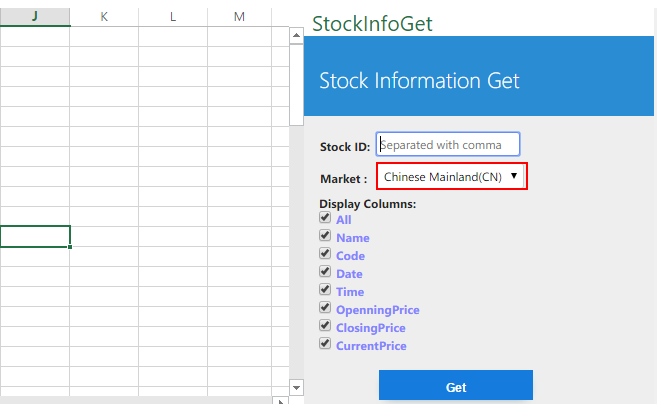 J K L M
StockInfoGet
Stock Information Get
Stock ID: Separated with comma
Market : Chinese Mainland(CN)
Display Columns:
All
Name
Code
Date
Time
OpenningPrice
ClosingPrice
CurrentPrice
Get